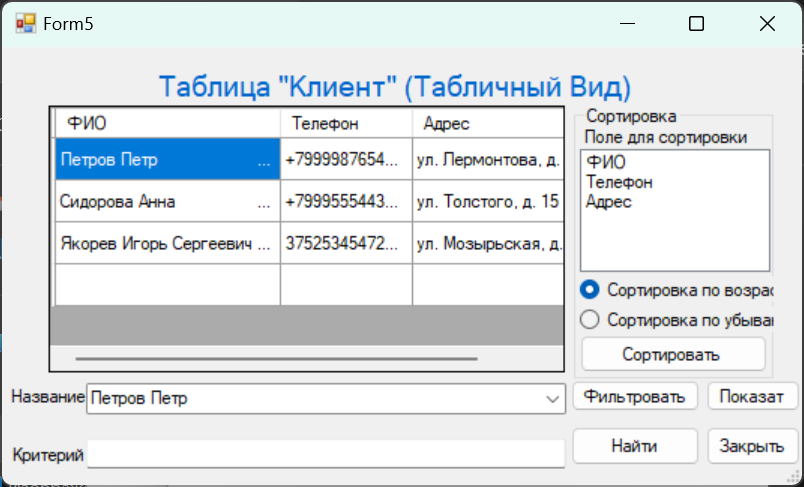 Form5
Таблица "Клиент" (Табличный Вид)
ФИО Телефон Адрес
Петров Петр ... +7999987654... ул. Пермонтова, д.
Сидорова Анна ... +7999555443... ул. Толстого, д. 15
Якорев Игорь Сергеевич ... 37525345472... ул. Мозырьская, д.
Сортировка
Поле для сортировки
ФИО
Телефон
Адрес
Сортировка по возрас
Сортировка по убыва
Сортировать
Название Петров Петр Фильтровать Показат
Критерий Найти Закрыть